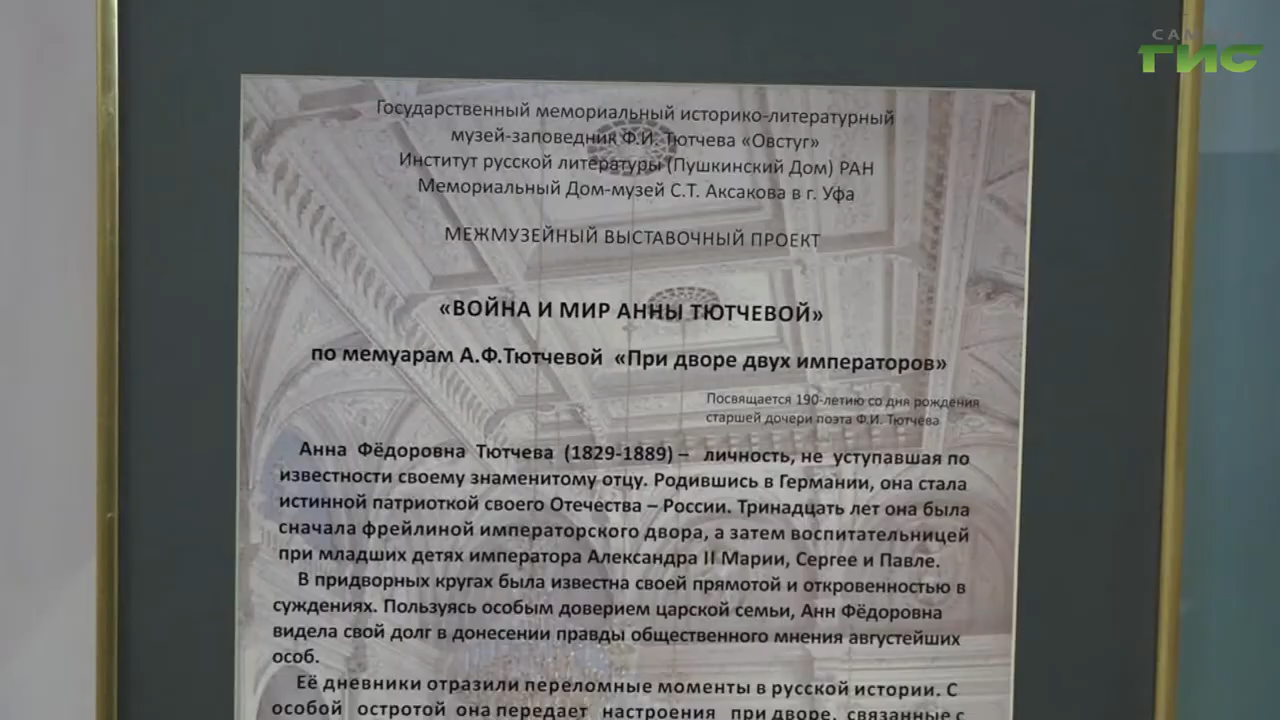 ГИС
Государственный мемориальный историко-литературный
музей-заповедник Ф.И. Тютчева «Овстуг»
Институт русской литературы (Пушкинский Дом) РАН
Мемориальный Дом-музей С.Т. Аксакова в г. Уфа
МЕЖМУЗЕЙНЫЙ ВЫСТАВОЧНЫЙ ПРОЕКТ
«ВОЙНА И МИР АННЫ ТЮТЧЕВОЙ»
по мемуарам А.Ф.Тютчевой «При дворе двух императоров»
Посвящается 190-летию со дня рождения
старшей дочери поэта Ф.И. Тютчева
Анна Фёдоровна Тютчева (1829-1889) – личность, не уступавшая по
известности своему знаменитому отцу. Родившись в Германии, она стала
истинной патриоткой своего Отечества – России. Тринадцать лет она была
сначала фрейлиной императорского двора, а затем воспитательницей
при младших детях императора Александра II Марии, Сергее и Павле.
В придворных кругах была известна своей прямотой и откровенностью в
суждениях. Пользуясь особым доверием царской семьи, Анн Фёдоровна
видела свой долг в донесении правды общественного мнения августейших
особ.
Её дневники отразили переломные моменты в русской истории. С
особой остротой она передает настроения при дворе, связанные с